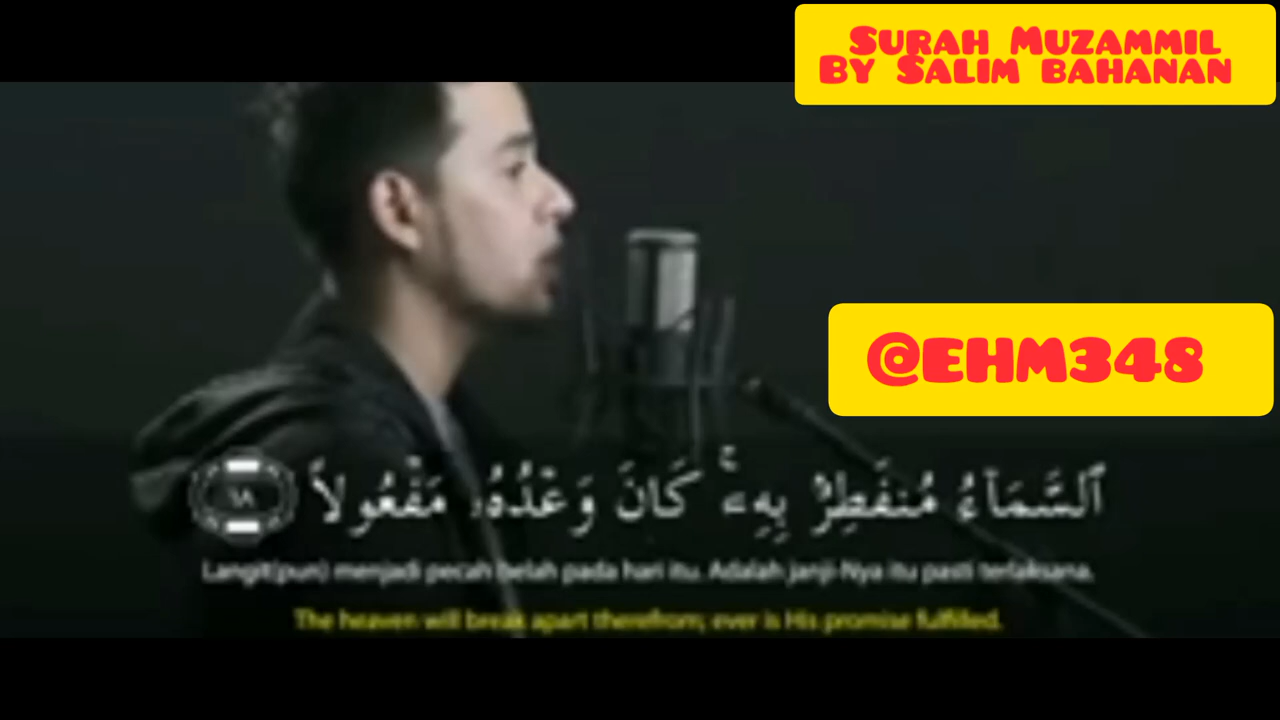 SURAH MUZAMMIL
BY SALIM BAHANAN
@EHM348
ٱلسَّمَآءُ مُنفَطِرٌۢ بِهِۦۚ كَانَ وَعْدُهُۥ مَفْعُولًا ١٨
Langit(pun) menjadi pecah belah pada hari itu. Adalah janji-Nya itu pasti terlaksana.
The heaven will break apart therefrom; ever is His promise fulfilled.